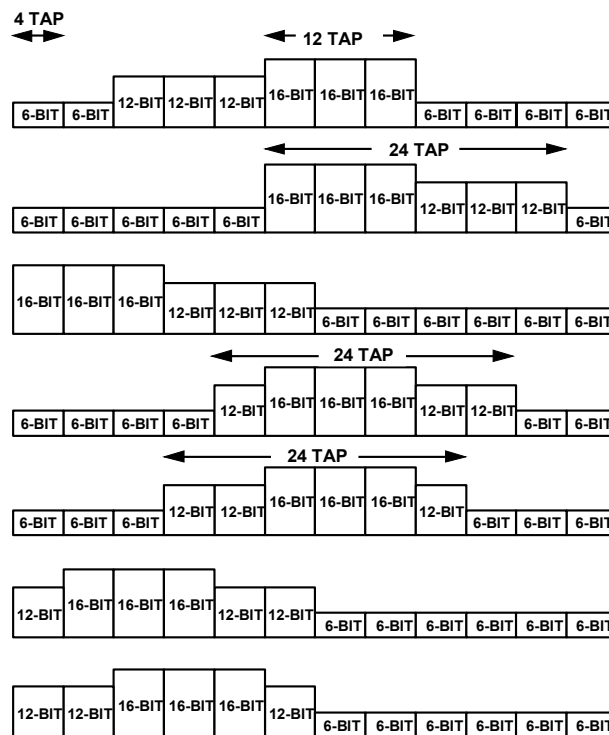 4 TAP 12 TAP
6-BIT 6-BIT 12-BIT 12-BIT 12-BIT 16-BIT 16-BIT 16-BIT 6-BIT 6-BIT 6-BIT 6-BIT
24 TAP
6-BIT 6-BIT 6-BIT 6-BIT 6-BIT 16-BIT 16-BIT 16-BIT 12-BIT 12-BIT 12-BIT 6-BIT
16-BIT 16-BIT 16-BIT 12-BIT 12-BIT 12-BIT 6-BIT 6-BIT 6-BIT 6-BIT 6-BIT 6-BIT
24 TAP
6-BIT 6-BIT 6-BIT 6-BIT 12-BIT 16-BIT 16-BIT 16-BIT 12-BIT 12-BIT 6-BIT 6-BIT
24 TAP
6-BIT 6-BIT 6-BIT 12-BIT 12-BIT 16-BIT 16-BIT 16-BIT 12-BIT 6-BIT 6-BIT 6-BIT
12-BIT 16-BIT 16-BIT 16-BIT 12-BIT 12-BIT 6-BIT 6-BIT 6-BIT 6-BIT 6-BIT 6-BIT
12-BIT 12-BIT 16-BIT 16-BIT 16-BIT 12-BIT 6-BIT 6-BIT 6-BIT 6-BIT 6-BIT 6-BIT